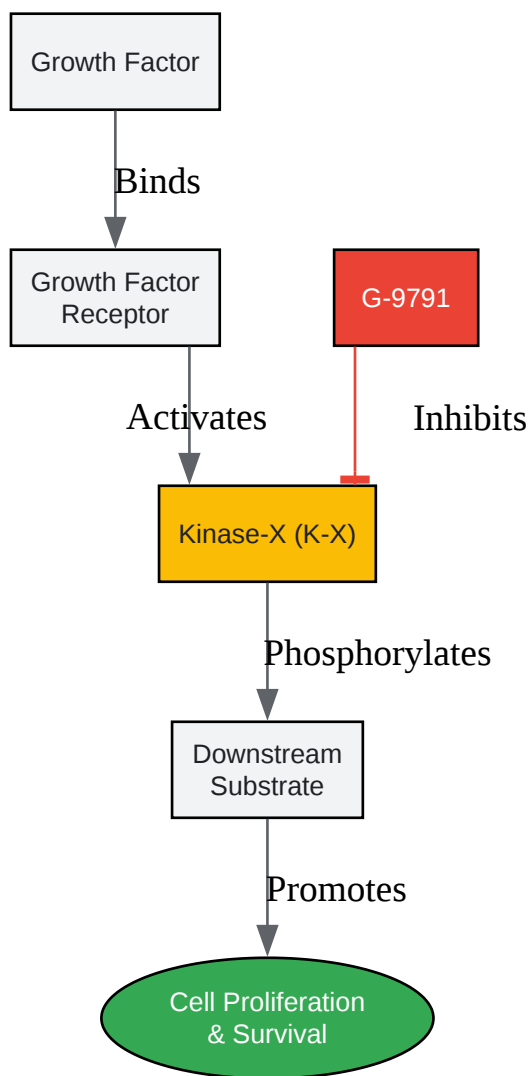 Growth Factor
Binds
Growth Factor
Receptor
G-9791
Activates
Inhibits
Kinase-X (K-X)
Phosphorylates
Downstream
Substrate
Promotes
Cell Proliferation
& Survival